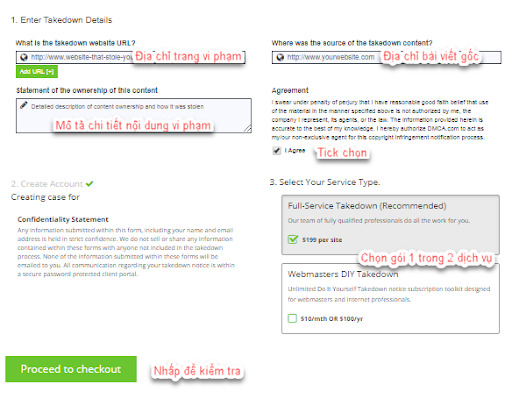 1. Enter Takedown Details
What is the takedown website URL?
http://www.website-that-stole-yo
Địa chỉ trang vi phạm
Add URL [+]
Statement of the ownership of this content
Detailed description of content ownership and how it was stolen
Mô tả chi tiết nội dung vi phạm
Where was the source of the takedown content?
http://www.yourwebsite.com
Địa chỉ bài viết gốc
Agreement
I swear under penalty of perjury that I have reasonable good faith belief that use
of the material in the manner specified above is not authorized by me, the
company I represent, its agents, or the law. The information provided herein is
accurate to the best of my knowledge. I hereby authorize DMCA.com to act as
my/our non-exclusive agent for this copyright infringement notification process.
I Agree
Tick chọn
2. Create Account
Creating case for
Confidentiality Statement
Any information submitted within this form, including your name and email
address is held in strict confidence. We do not sell or share any information
contained within these forms with anyone not included in the takedown
process. None of the information submitted within these forms will be
emailed to you. All communication regarding your takedown notice is within
a secure password protected client portal.
3. Select Your Service Type.
Full-Service Takedown (Recommended)
Our team of fully qualified professionals do all the work for you.
$199 per site
Chọn gói 1 trong 2 dịch vụ
Webmasters DIY Takedown
Unlimited Do It Yourself Takedown notice subscription toolkit designed
for webmasters and internet professionals.
$10/mth OR $100/yr
Proceed to checkout
Nhấp để kiểm tra